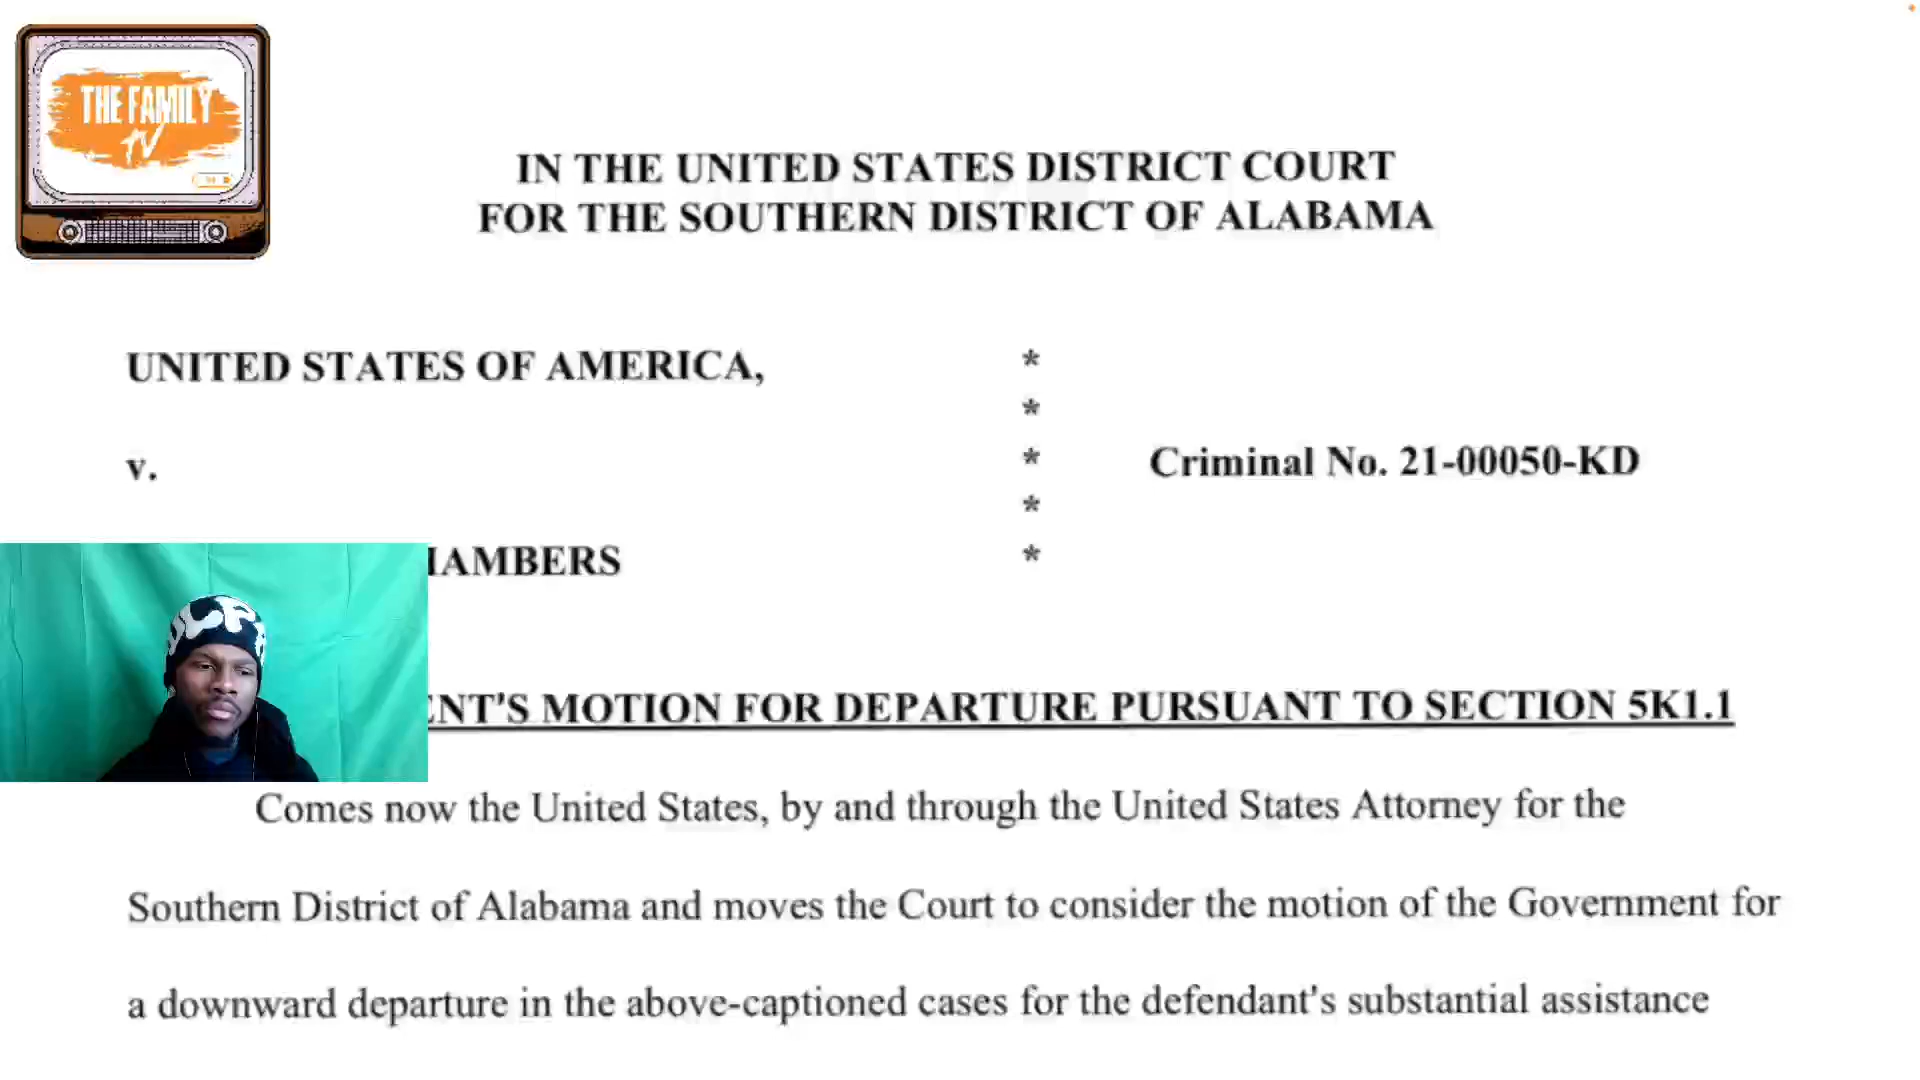 THE FAMILY
tv
IN THE UNITED STATES DISTRICT COURT
FOR THE SOUTHERN DISTRICT OF ALABAMA
UNITED STATES OF AMERICA,
*
*
v.
*
Criminal No. 21-00050-KD
*
HAMBERS
*
ENT'S MOTION FOR DEPARTURE PURSUANT TO SECTION 5K1.1
Comes now the United States, by and through the United States Attorney for the
Southern District of Alabama and moves the Court to consider the motion of the Government for
a downward departure in the above-captioned cases for the defendant's substantial assistance